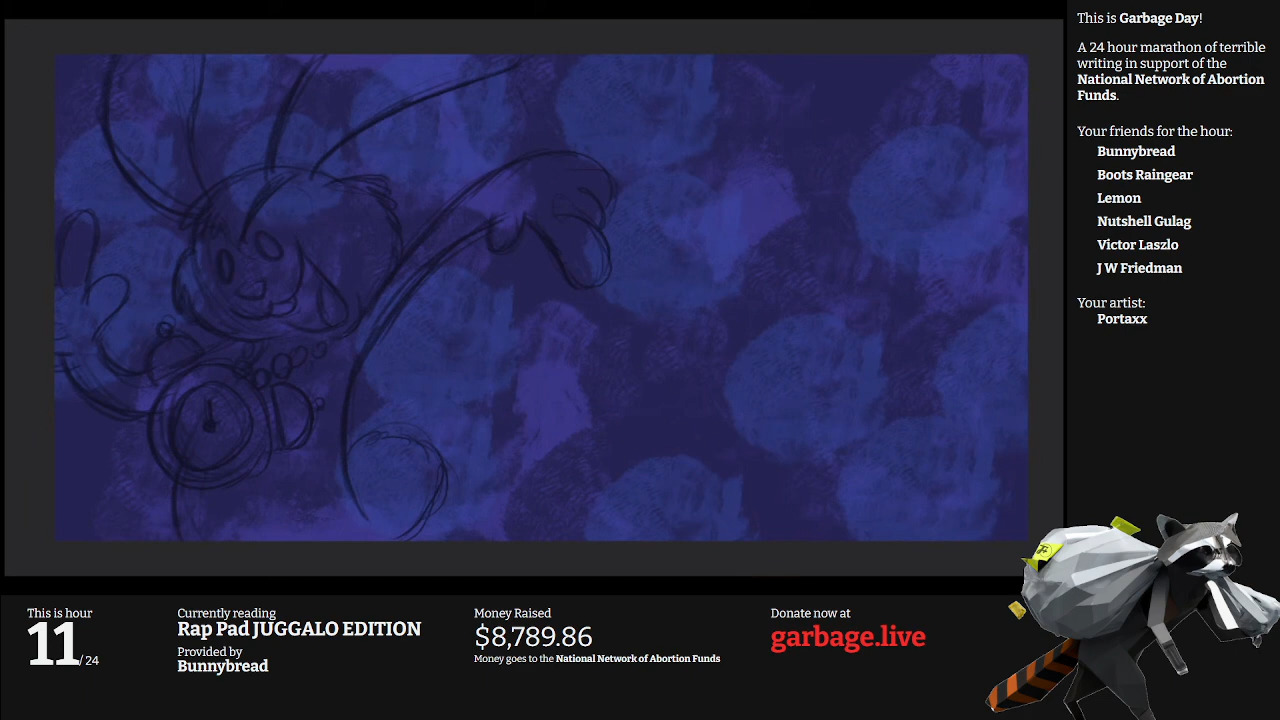 This is Garbage Day!
A 24 hour marathon of terrible
writing in support of the
National Network of Abortion
Funds.
Your friends for the hour:
Bunnybread
Boots Raingear
Lemon
Nutshell Gulag
Victor Laszlo
J W Friedman
Your artist:
Portaxx
This is hour
11/ 24
Currently reading
Rap Pad JUGGALO EDITION
Provided by
Bunnybread
Money Raised
$8,789.86
Money goes to the National Network of Abortion Funds
Donate now at
garbage.live